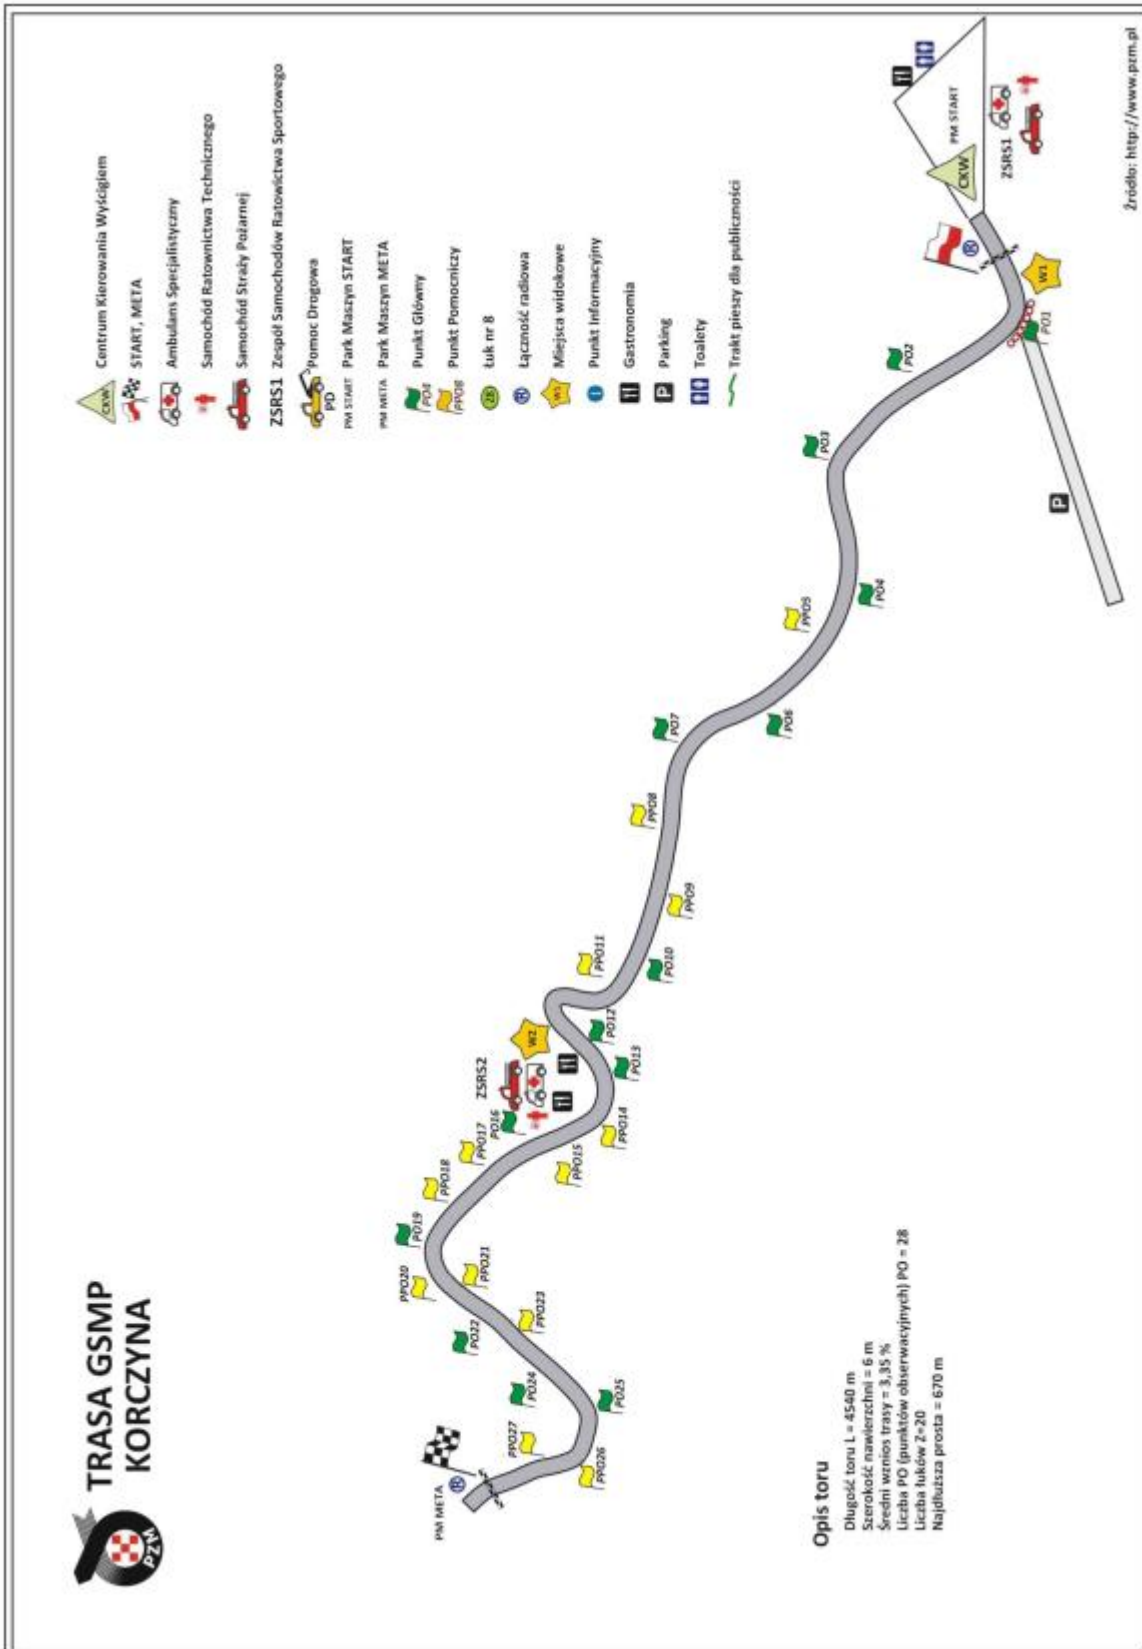 TRASA GSMP
KORCZYNA
PZM
CKW Centrum Kierowania Wyścigiem
START, META
Ambulans Specjalistyczny
Samochód Ratownictwa Technicznego
Samochód Straży Pożarnej
ZSRS1 Zespół Samochodów Ratowictwa Sportowego
PD Pomoc Drogowa
PM START Park Maszyn START
PM META Park Maszyn META
PO4 Punkt Główny
PPO8 Punkt Pomocniczy
Łuk nr 8
R Łączność radiowa
W1 Miejsca widokowe
i Punkt Informacyjny
Gastronomia
P Parking
Toalety
Trakt pieszy dla publiczności
PM META
R
PPO27
PPO26
PO25
PO24
PPO23
PO22
PPO21
PPO20
PO19
PPO18
PPO17
PO16
PPO15
PPO14
PO13
PO12
ZSRS2
W2
PPO11
PO10
PPO9
PPO8
PO7
PO6
PPO5
PO4
PO3
PO2
PO1
P
W1
R
CKW
PM START
ZSRS1
Opis toru
Długość toru L = 4540 m
Szerokość nawierzchni = 6 m
Średni wznios trasy = 3,35 %
Liczba PO (punktów obserwacyjnych) PO = 28
Liczba łuków Z=20
Najdłuższa prosta = 670 m
Źródło: http://www.pzm.pl